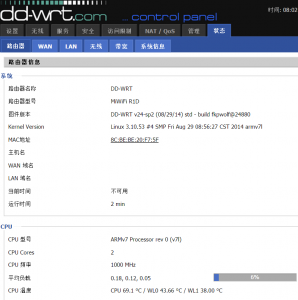 dd-wrt.com ... control panel
时间: 08:02
设置 无线 服务 安全 访问限制 NAT / QoS 管理 状态
路由器 WAN LAN 无线 带宽 系统信息
路由器信息
系统
路由器名称 DD-WRT
路由器型号 MiWiFi R1D
固件版本 DD-WRT v24-sp2 (08/29/14) std - build fkpwolf@24880
Kernel Version Linux 3.10.53 #4 SMP Fri Aug 29 08:56:27 CST 2014 armv7l
MAC地址 8C:BE:BE:20:F7:5F
主机名
WAN 域名
LAN 域名
当前时间 不可用
运行时间 2 min
CPU
CPU 型号 ARMv7 Processor rev 0 (v7l)
CPU Cores 2
CPU 频率 1000 MHz
平均负载 0.18, 0.12, 0.05 6%
CPU 温度 CPU 69.1 °C / WL0 43.66 °C / WL1 38.00 °C